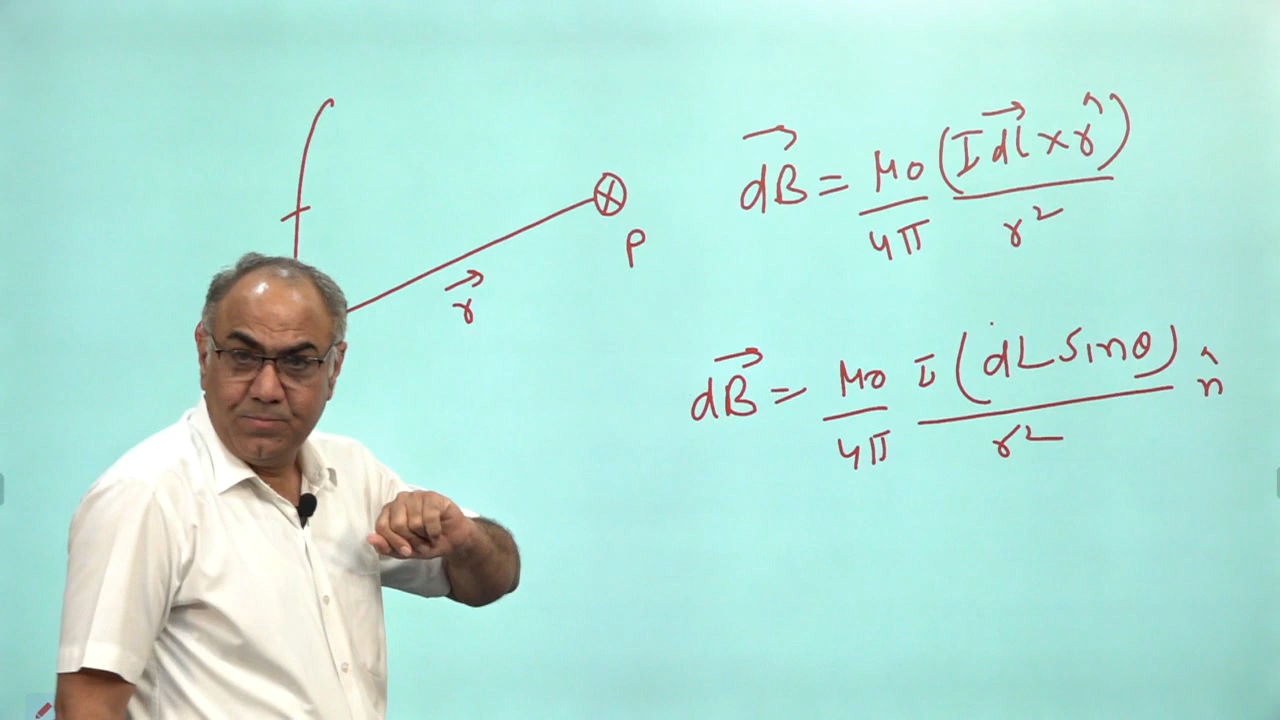 P
r⃗
dB⃗ = μ₀/4π (I dl⃗ × r̂)/r²
dB⃗ = μ₀/4π I (dL Sinθ)/r² n̂